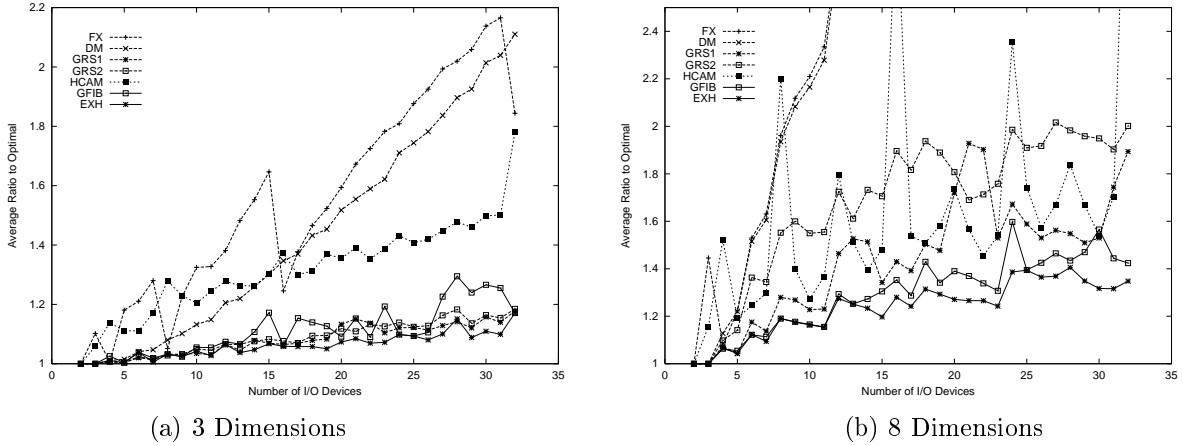 2.2
2
1.8
1.6
1.4
1.2
1
Average Ratio to Optimal
FX
DM
GRS1
GRS2
HCAM
GFIB
EXH
0 5 10 15 20 25 30 35
Number of I/O Devices
(a) 3 Dimensions
2.4
2.2
2
1.8
1.6
1.4
1.2
1
Average Ratio to Optimal
FX
DM
GRS1
GRS2
HCAM
GFIB
EXH
0 5 10 15 20 25 30 35
Number of I/O Devices
(b) 8 Dimensions